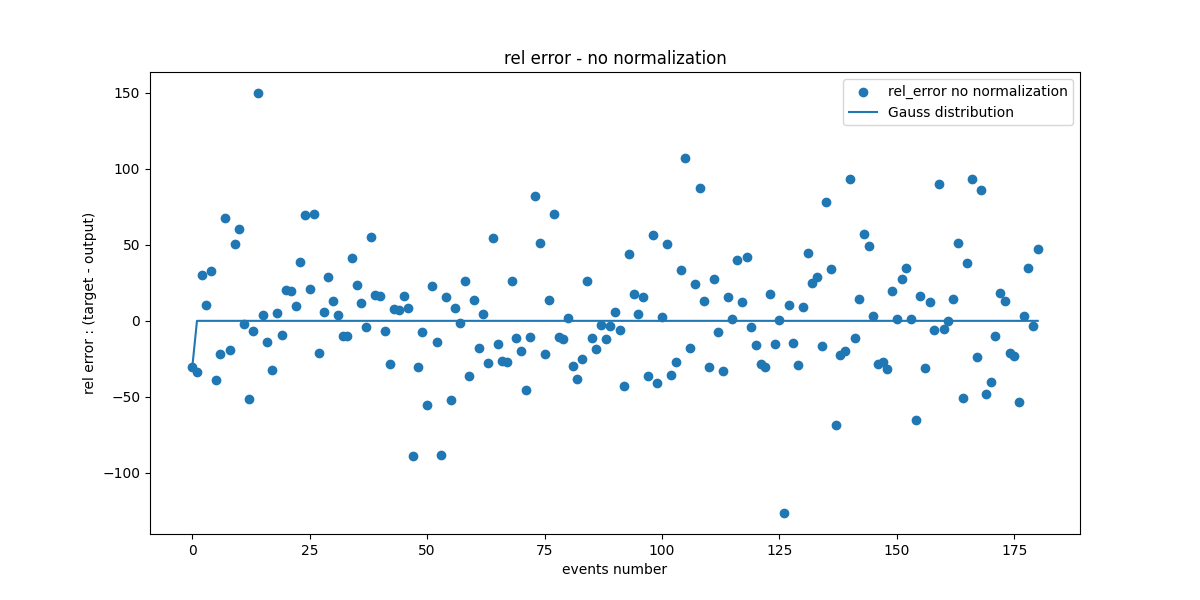 rel error - no normalization
rel_error no normalization
Gauss distribution
rel error : (target - output)
150
100
50
0
−50
−100
0
25
50
75
100
125
150
175
events number